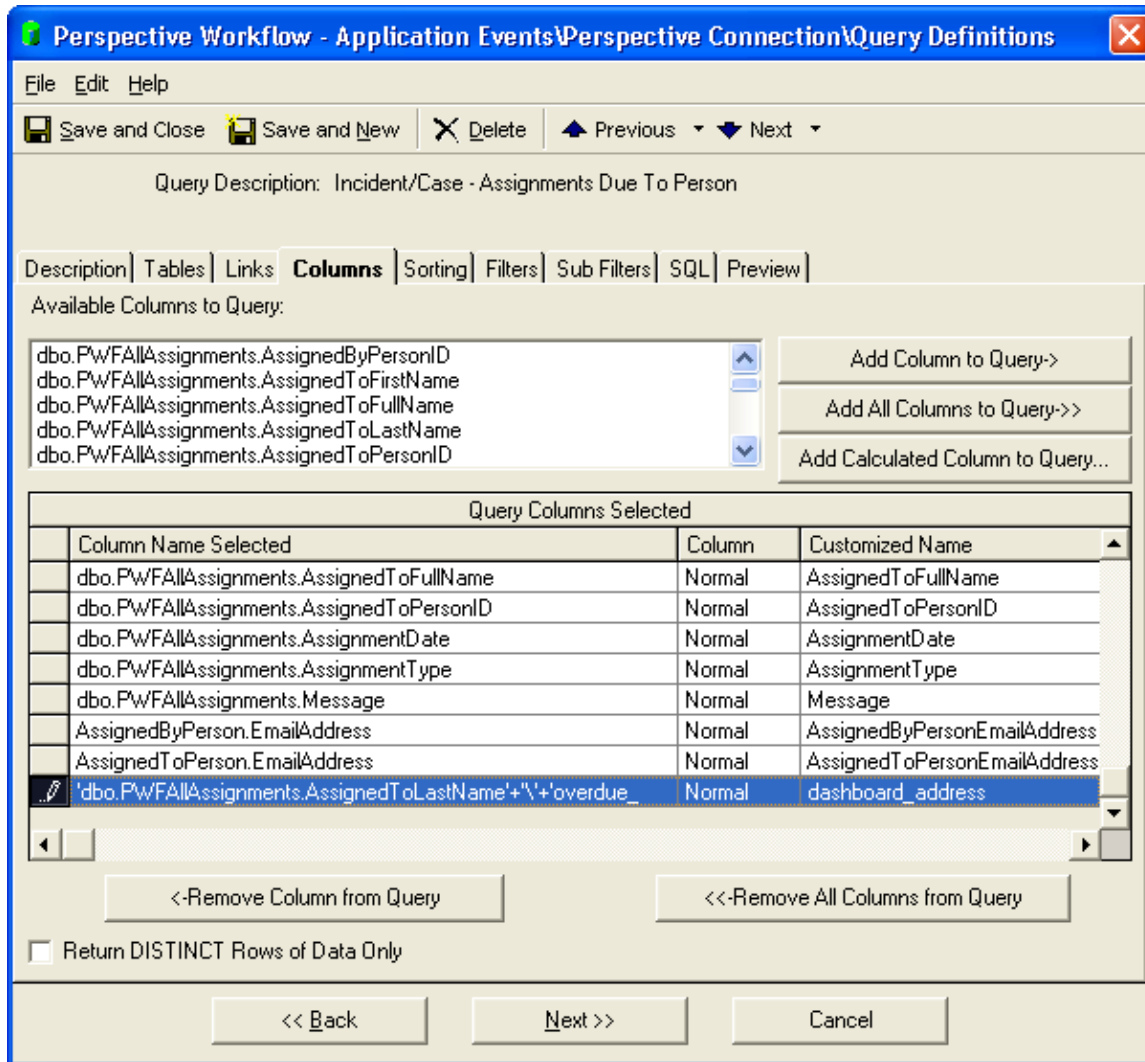 Perspective Workflow - Application Events\Perspective Connection\Query Definitions
File Edit Help
Save and Close Save and New Delete Previous Next
Query Description: Incident/Case - Assignments Due To Person
Description Tables Links Columns Sorting Filters Sub Filters SQL Preview
Available Columns to Query:
dbo.PWFAllAssignments.AssignedByPersonID
dbo.PWFAllAssignments.AssignedToFirstName
dbo.PWFAllAssignments.AssignedToFullName
dbo.PWFAllAssignments.AssignedToLastName
dbo.PWFAllAssignments.AssignedToPersonID
Add Column to Query->
Add All Columns to Query->>
Add Calculated Column to Query...
Query Columns Selected
Column Name Selected Column Customized Name
dbo.PWFAllAssignments.AssignedToFullName Normal AssignedToFullName
dbo.PWFAllAssignments.AssignedToPersonID Normal AssignedToPersonID
dbo.PWFAllAssignments.AssignmentDate Normal AssignmentDate
dbo.PWFAllAssignments.AssignmentType Normal AssignmentType
dbo.PWFAllAssignments.Message Normal Message
AssignedByPerson.EmailAddress Normal AssignedByPersonEmailAddress
AssignedToPerson.EmailAddress Normal AssignedToPersonEmailAddress
'dbo.PWFAllAssignments.AssignedToLastName'+'\'+'overdue_ Normal dashboard_address
<-Remove Column from Query <<-Remove All Columns from Query
Return DISTINCT Rows of Data Only
<< Back Next >> Cancel